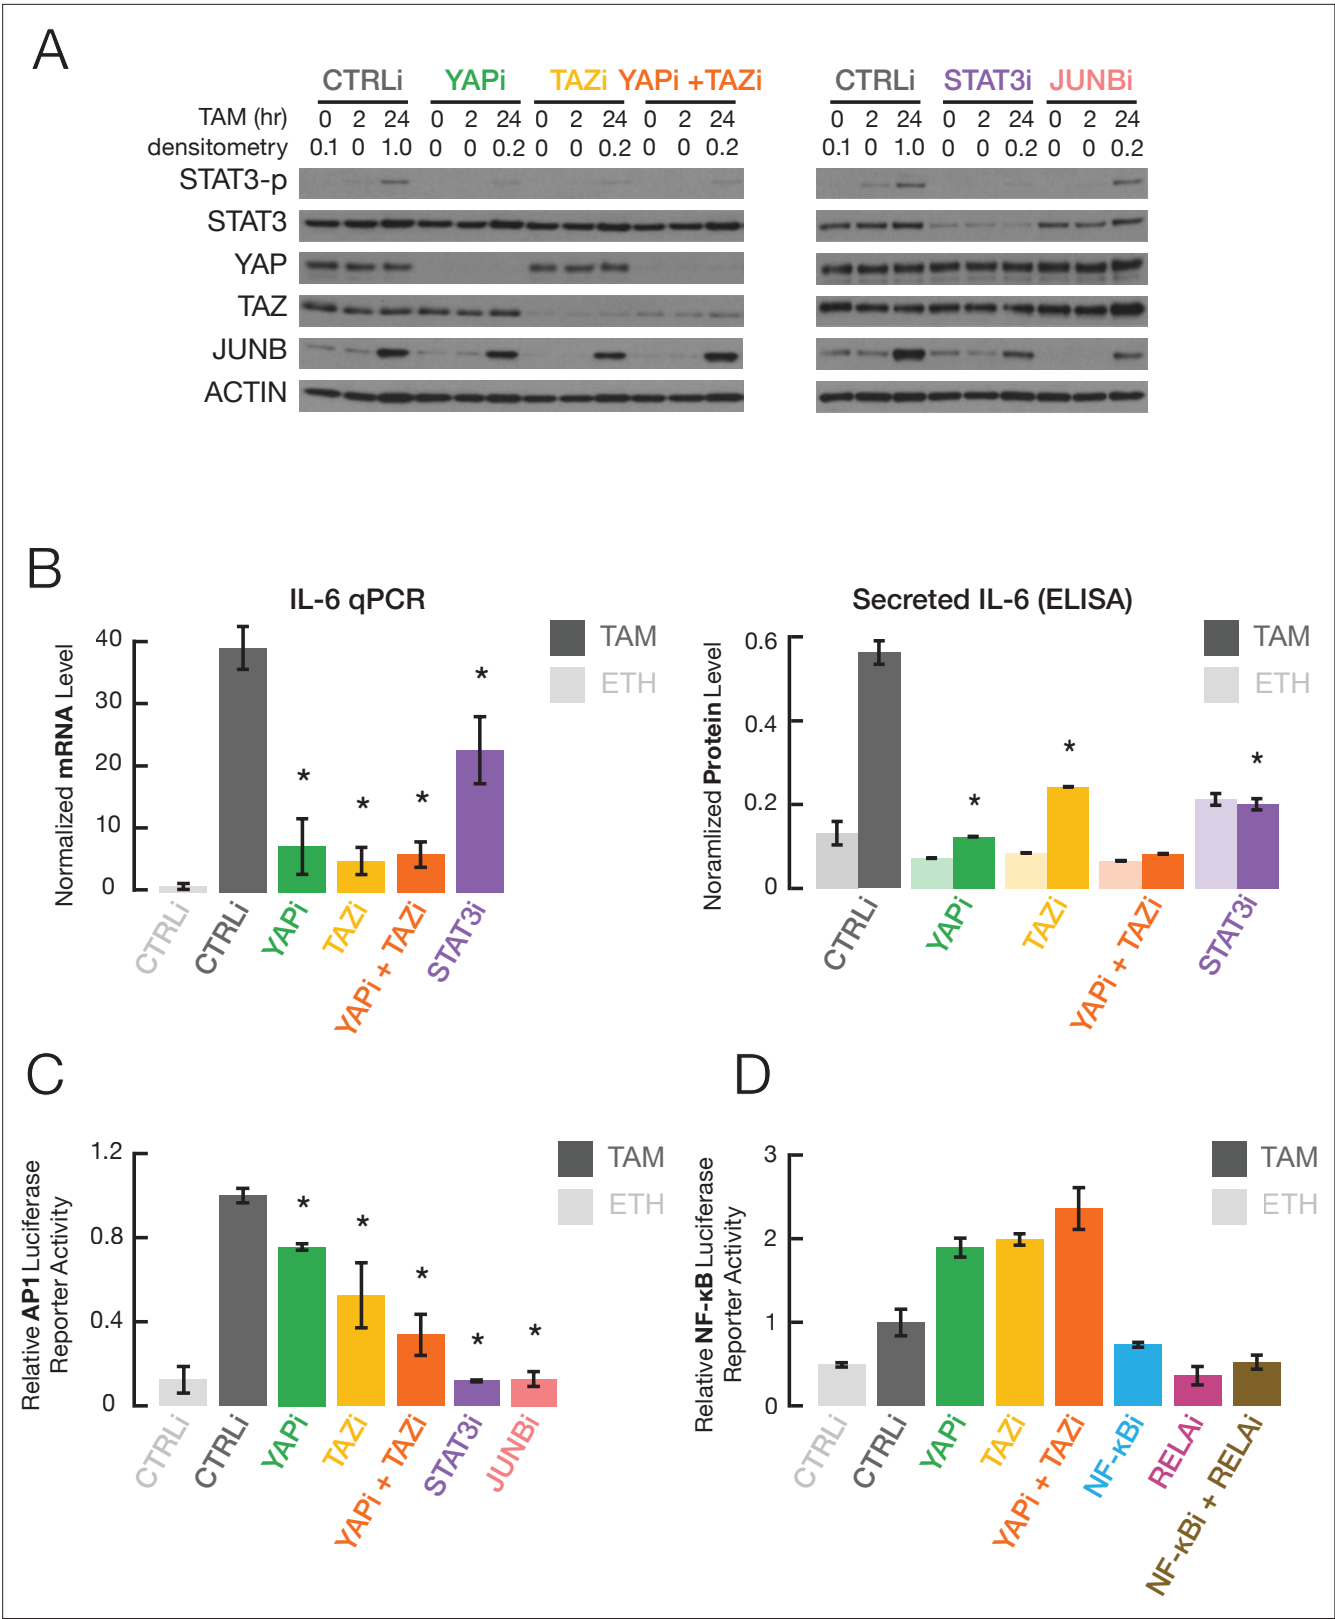 A
CTRLi YAPi TAZi YAPi +TAZi CTRLi STAT3i JUNBi
TAM (hr) 0 2 24 0 2 24 0 2 24 0 2 24 0 2 24 0 2 24 0 2 24
densitometry 0.1 0 1.0 0 0 0.2 0 0 0.2 0 0 0.2 0.1 0 1.0 0 0 0.2 0 0 0.2
STAT3-p
STAT3
YAP
TAZ
JUNB
ACTIN
B
IL-6 qPCR
Normalized mRNA Level
40
30
20
10
0
* * * *
TAM
ETH
CTRLi CTRLi YAPi TAZi YAPi + TAZi STAT3i
Secreted IL-6 (ELISA)
Noramlized Protein Level
0.6
0.4
0.2
0
* * *
TAM
ETH
CTRLi YAPi TAZi YAPi + TAZi STAT3i
C
Relative AP1 Luciferase
Reporter Activity
1.2
0.8
0.4
0
* * * * *
TAM
ETH
CTRLi CTRLi YAPi TAZi YAPi + TAZi STAT3i JUNBi
D
Relative NF-κB Luciferase
Reporter Activity
3
2
1
0
TAM
ETH
CTRLi CTRLi YAPi TAZi YAPi + TAZi NF-κBi RELAi NF-κBi + RELAi